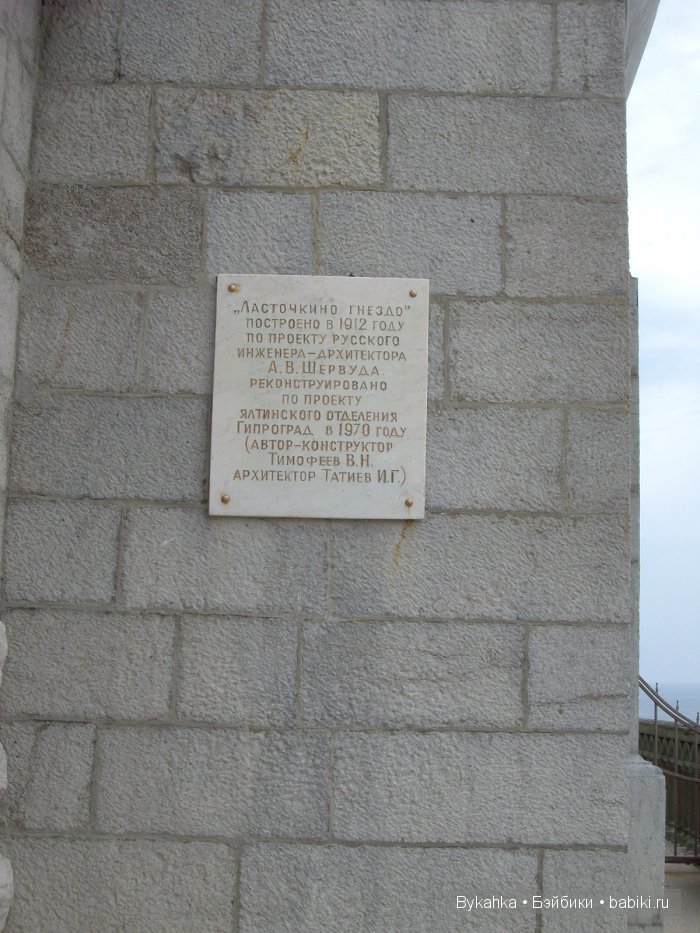 „Ласточкино гнездо"
построено в 1912 году
по проекту русского
инженера-архитектора
А.В. Шервуда.
реконструировано
по проекту
ялтинского отделения
Гипроград в 1970 году
(автор-конструктор
Тимофеев В.Н.
архитектор Татиев И.Г.)
Вукаhка • Бэйбики • babiki.ru